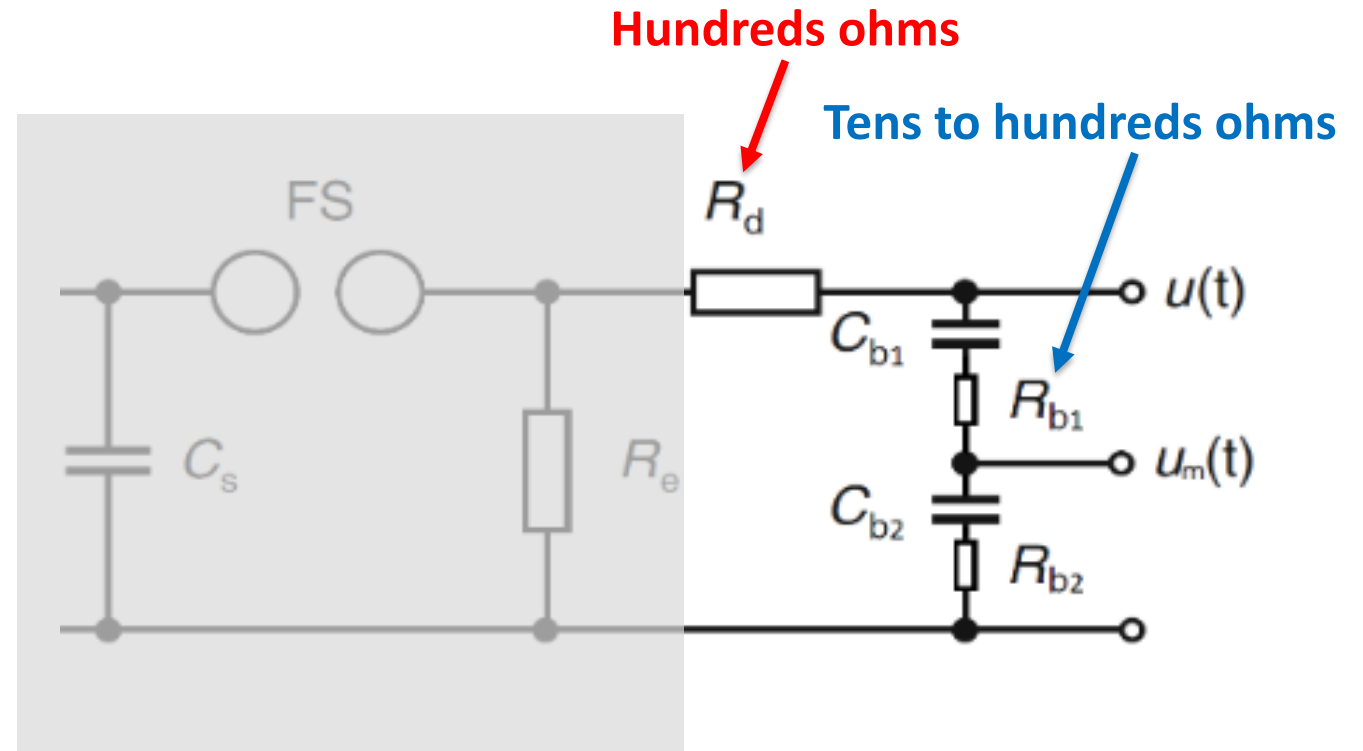 Hundreds ohms
Tens to hundreds ohms
FS
Rd
u(t)
Cb1
Rb1
Cs
Re
um(t)
Cb2
Rb2